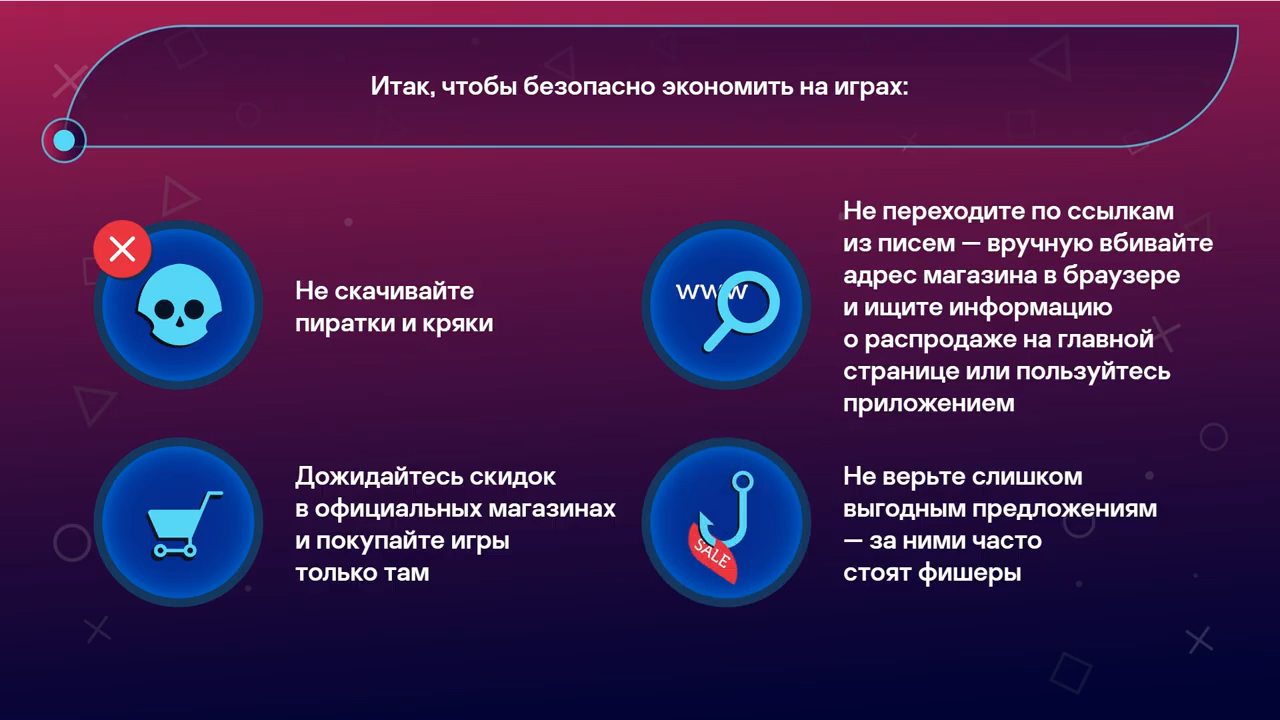 Итак, чтобы безопасно экономить на играх:
Не скачивайте
пиратки и кряки
www
Не переходите по ссылкам
из писем — вручную вбивайте
адрес магазина в браузере
и ищите информацию
о распродаже на главной
странице или пользуйтесь
приложением
Дожидайтесь скидок
в официальных магазинах
и покупайте игры
только там
SALE
Не верьте слишком
выгодным предложениям
— за ними часто
стоят фишеры